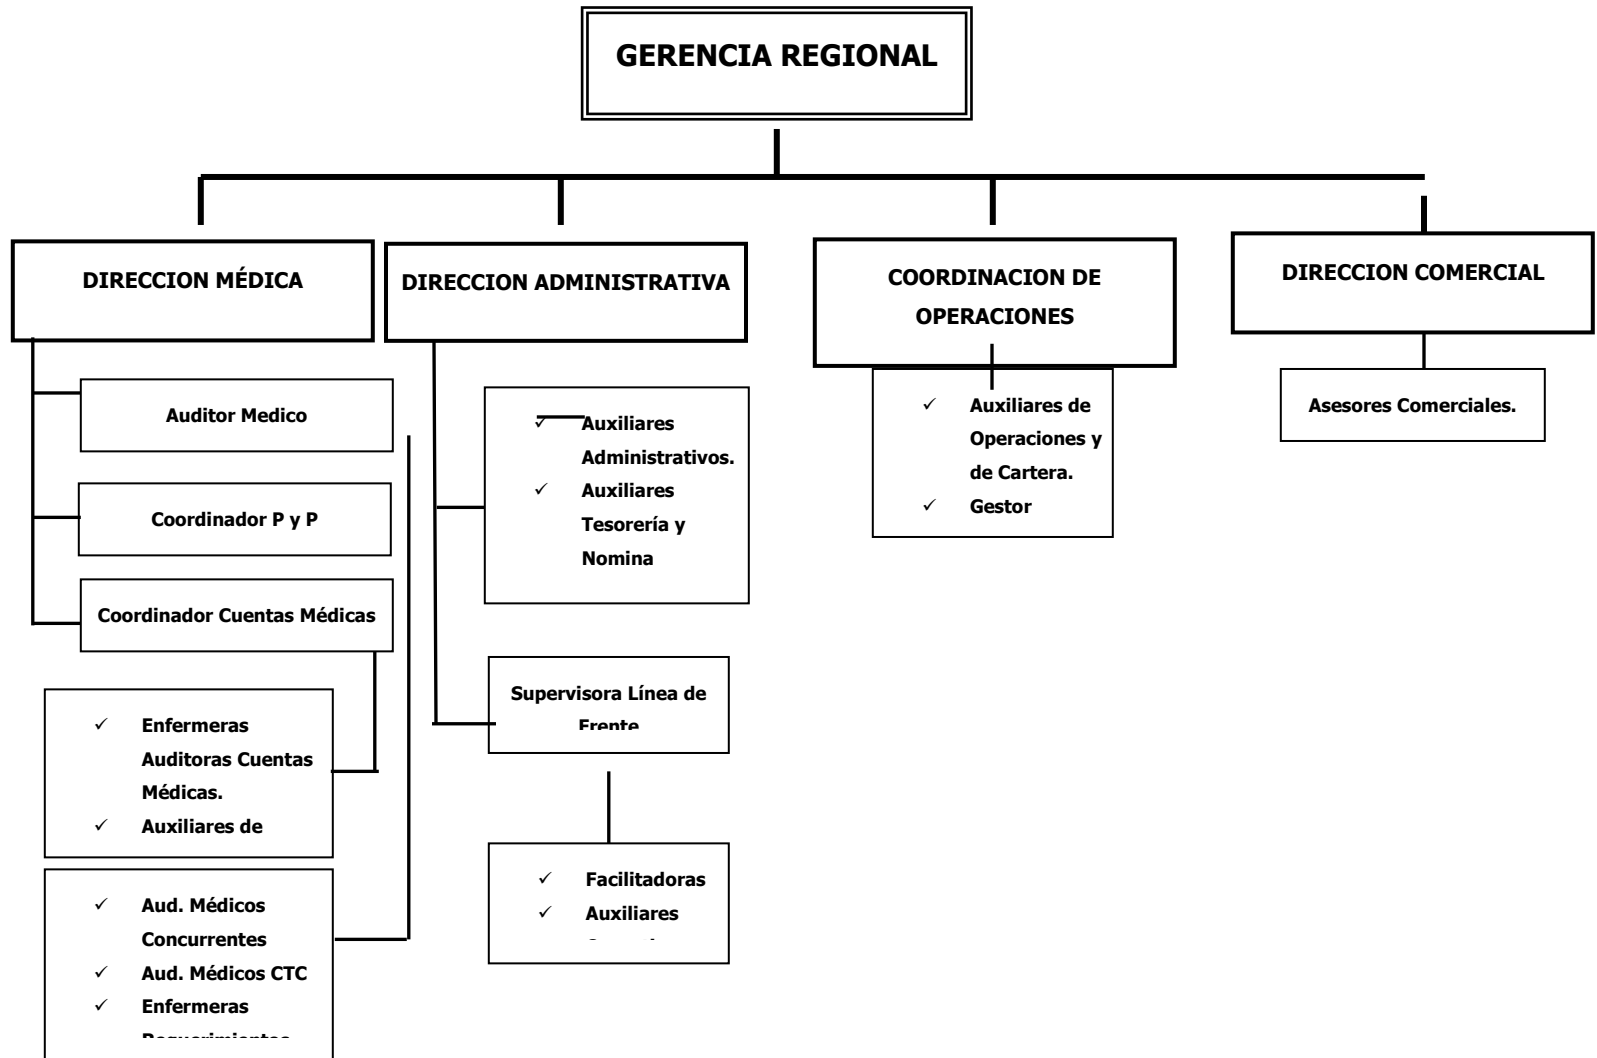 GERENCIA REGIONAL
DIRECCION MÉDICA
DIRECCION ADMINISTRATIVA
COORDINACION DE
OPERACIONES
DIRECCION COMERCIAL
Auditor Medico
Coordinador P y P
Coordinador Cuentas Médicas
✓ Enfermeras
Auditoras Cuentas
Médicas.
✓ Auxiliares de
✓ Aud. Médicos
Concurrentes
✓ Aud. Médicos CTC
✓ Enfermeras
Requerimientos
✓ Auxiliares
Administrativos.
✓ Auxiliares
Tesorería y
Nomina
Supervisora Línea de
Frente
✓ Facilitadoras
✓ Auxiliares
✓ Auxiliares de
Operaciones y
de Cartera.
✓ Gestor
Asesores Comerciales.